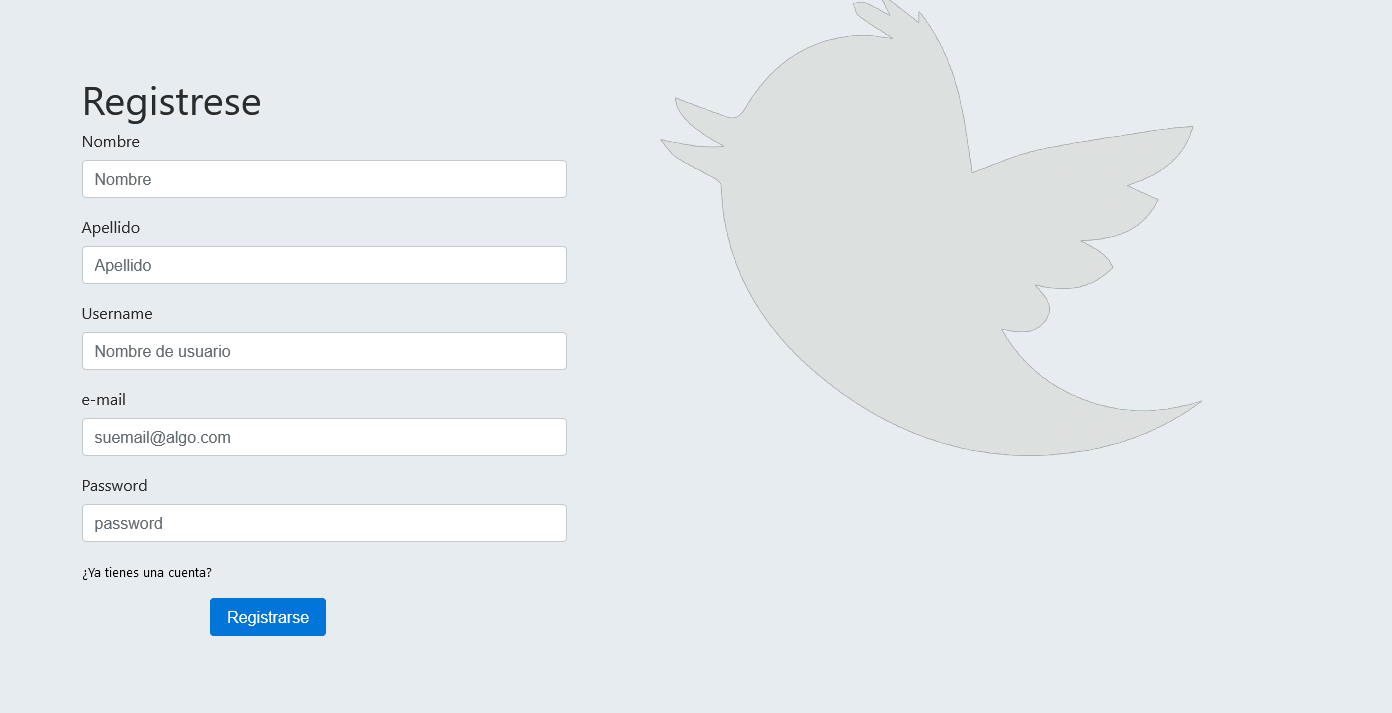 Registrese
Nombre
Nombre
Apellido
Apellido
Username
Nombre de usuario
e-mail
suemail@algo.com
Password
password
¿Ya tienes una cuenta?
Registrarse